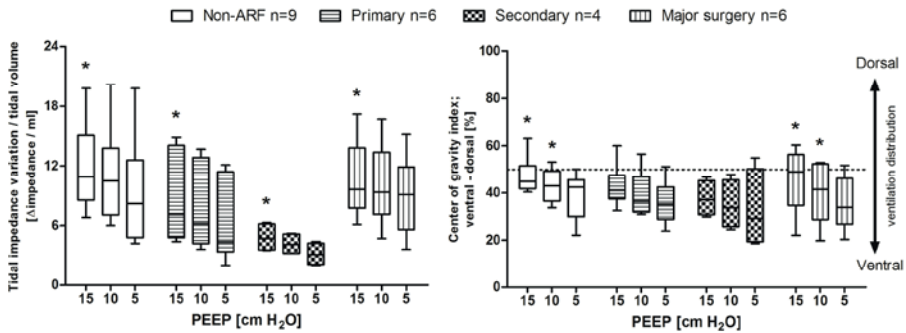 Non-ARF n=9 Primary n=6 Secondary n=4 Major surgery n=6
Tidal impedance variation / tidal volume
[Δimpedance / ml]
24
18
12
6
0
* * * *
15 10 5 15 10 5 15 10 5 15 10 5
PEEP [cm H₂O]
Center of gravity index;
ventral - dorsal [%]
100
80
60
40
20
0
* * * *
15 10 5 15 10 5 15 10 5 15 10 5
PEEP [cm H₂O]
Dorsal
ventilation distribution
Ventral